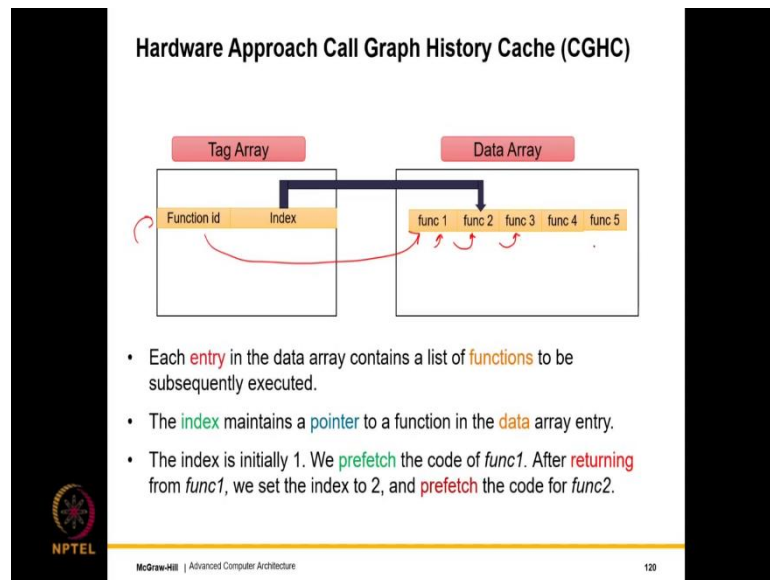 Hardware Approach Call Graph History Cache (CGHC)
Tag Array
Data Array
Function id
Index
func 1
func 2
func 3
func 4
func 5
• Each entry in the data array contains a list of functions to be
subsequently executed.
• The index maintains a pointer to a function in the data array entry.
• The index is initially 1. We prefetch the code of func1. After returning
from func1, we set the index to 2, and prefetch the code for func2.
NPTEL
McGraw-Hill | Advanced Computer Architecture
120